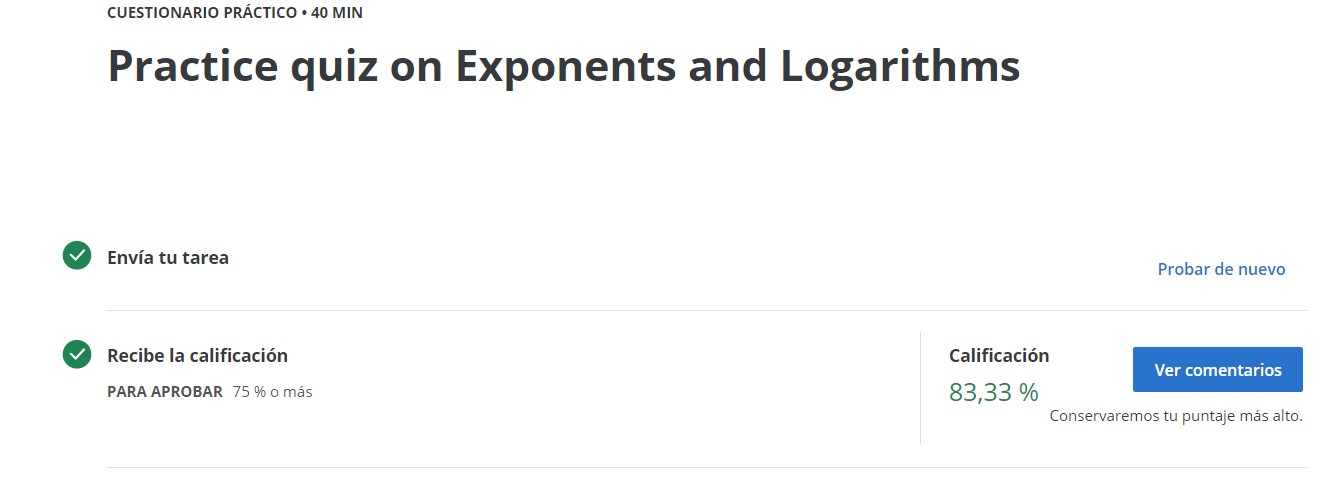 CUESTIONARIO PRÁCTICO • 40 MIN
Practice quiz on Exponents and Logarithms
Envía tu tarea
Probar de nuevo
Recibe la calificación
PARA APROBAR 75 % o más
Calificación
83,33 %
Ver comentarios
Conservaremos tu puntaje más alto.